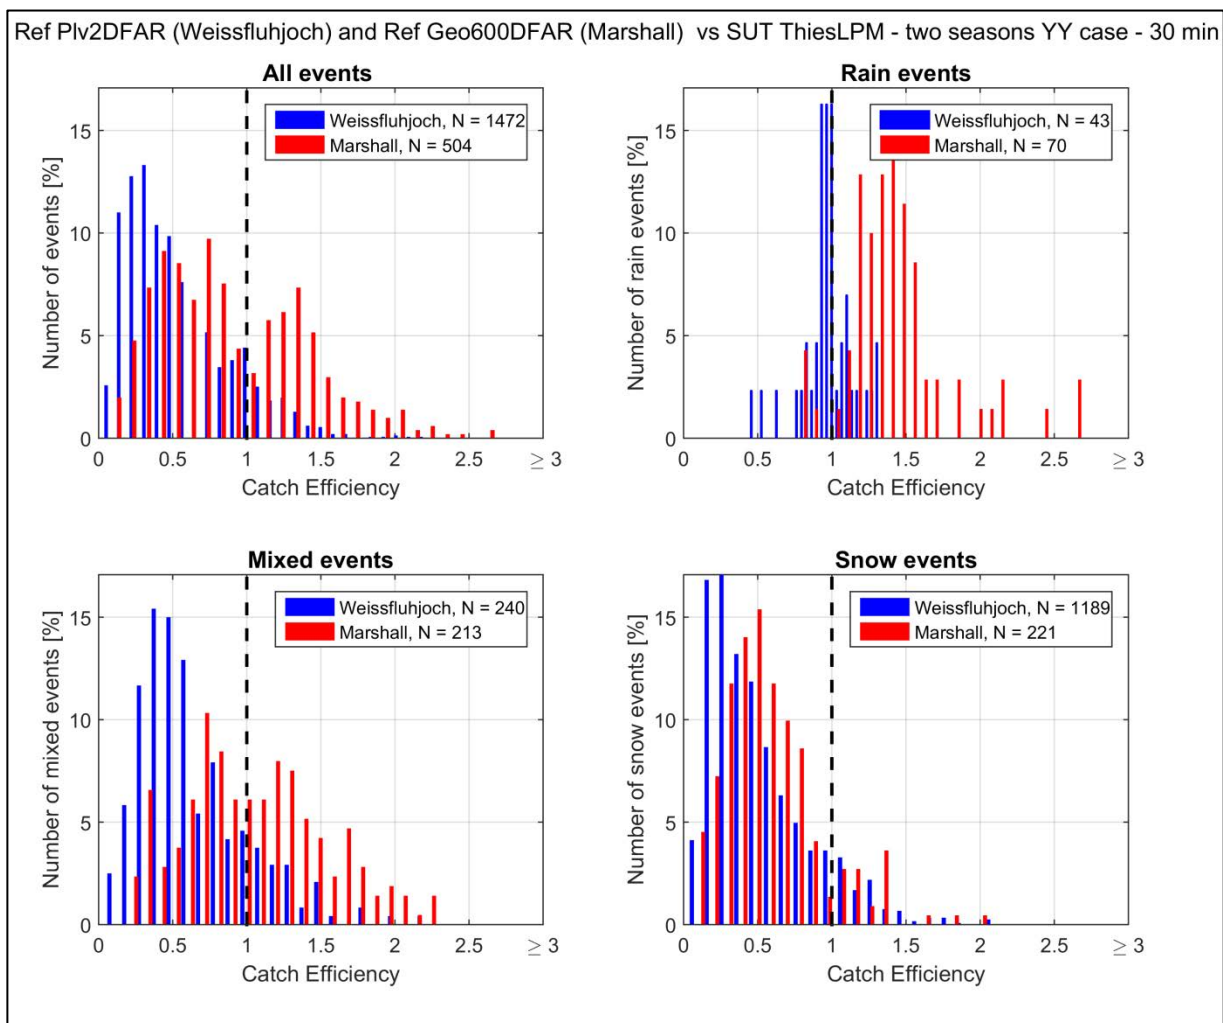 Ref Plv2DFAR (Weissfluhjoch) and Ref Geo600DFAR (Marshall)  vs SUT ThiesLPM - two seasons YY case - 30 min
All events
Weissfluhjoch, N = 1472
Marshall, N = 504
Number of events [%]
15
10
5
0
0 0.5 1 1.5 2 2.5 ≥ 3
Catch Efficiency
Rain events
Weissfluhjoch, N = 43
Marshall, N = 70
Number of rain events [%]
15
10
5
0
0 0.5 1 1.5 2 2.5 ≥ 3
Catch Efficiency
Mixed events
Weissfluhjoch, N = 240
Marshall, N = 213
Number of mixed events [%]
15
10
5
0
0 0.5 1 1.5 2 2.5 ≥ 3
Catch Efficiency
Snow events
Weissfluhjoch, N = 1189
Marshall, N = 221
Number of snow events [%]
15
10
5
0
0 0.5 1 1.5 2 2.5 ≥ 3
Catch Efficiency